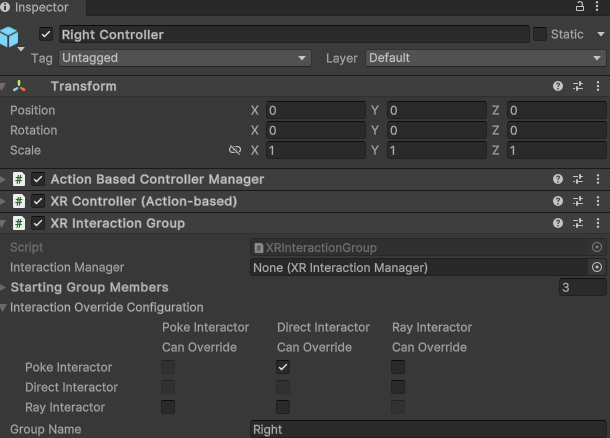 Inspector
Right Controller Static
Tag Untagged Layer Default
Transform
Position X 0 Y 0 Z 0
Rotation X 0 Y 0 Z 0
Scale X 1 Y 1 Z 1
# Action Based Controller Manager
# XR Controller (Action-based)
# XR Interaction Group
Script # XRInteractionGroup
Interaction Manager None (XR Interaction Manager)
Starting Group Members 3
Interaction Override Configuration
Poke Interactor Direct Interactor Ray Interactor
Can Override Can Override Can Override
Poke Interactor
Direct Interactor
Ray Interactor
Group Name Right